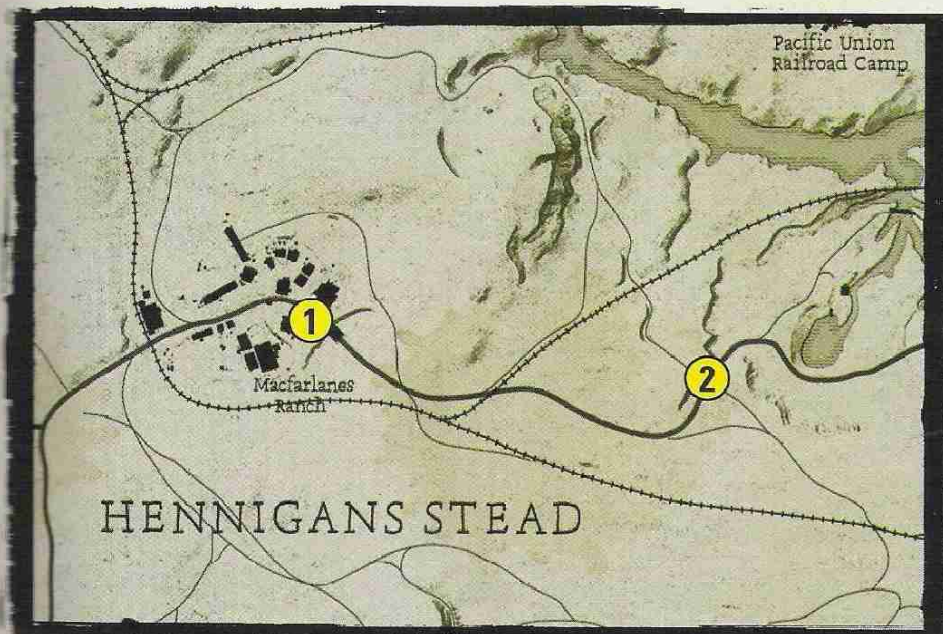 Pacific Union
Railroad Camp
1
2
Macfarlanes
Ranch
HENNIGANS STEAD